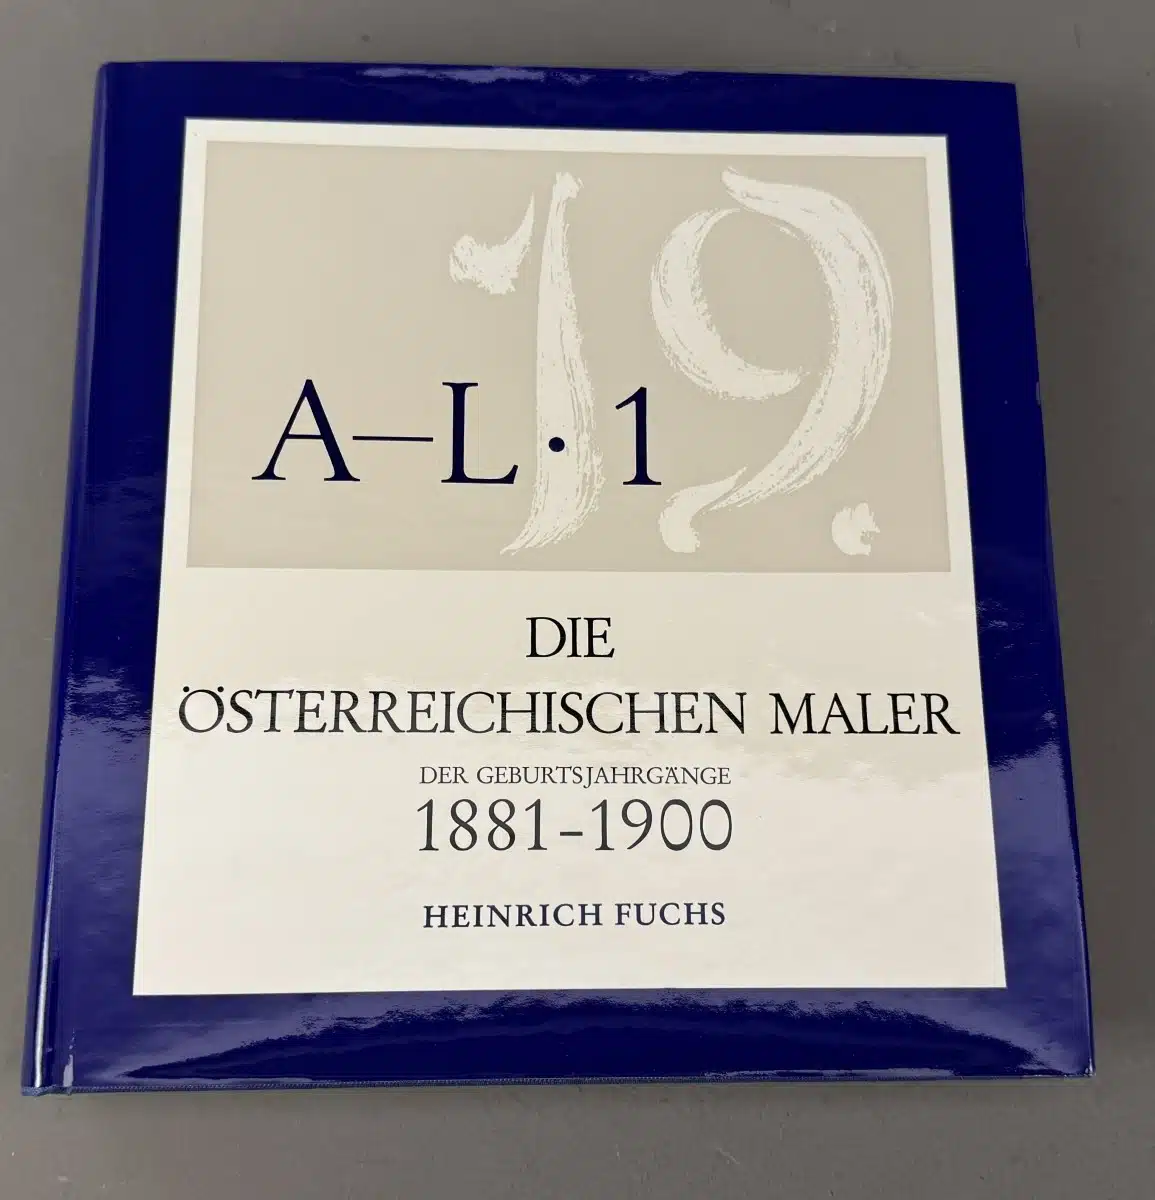 19.
A—L·1
DIE
ÖSTERREICHISCHEN MALER
DER GEBURTSJAHRGÄNGE
1881–1900
HEINRICH FUCHS